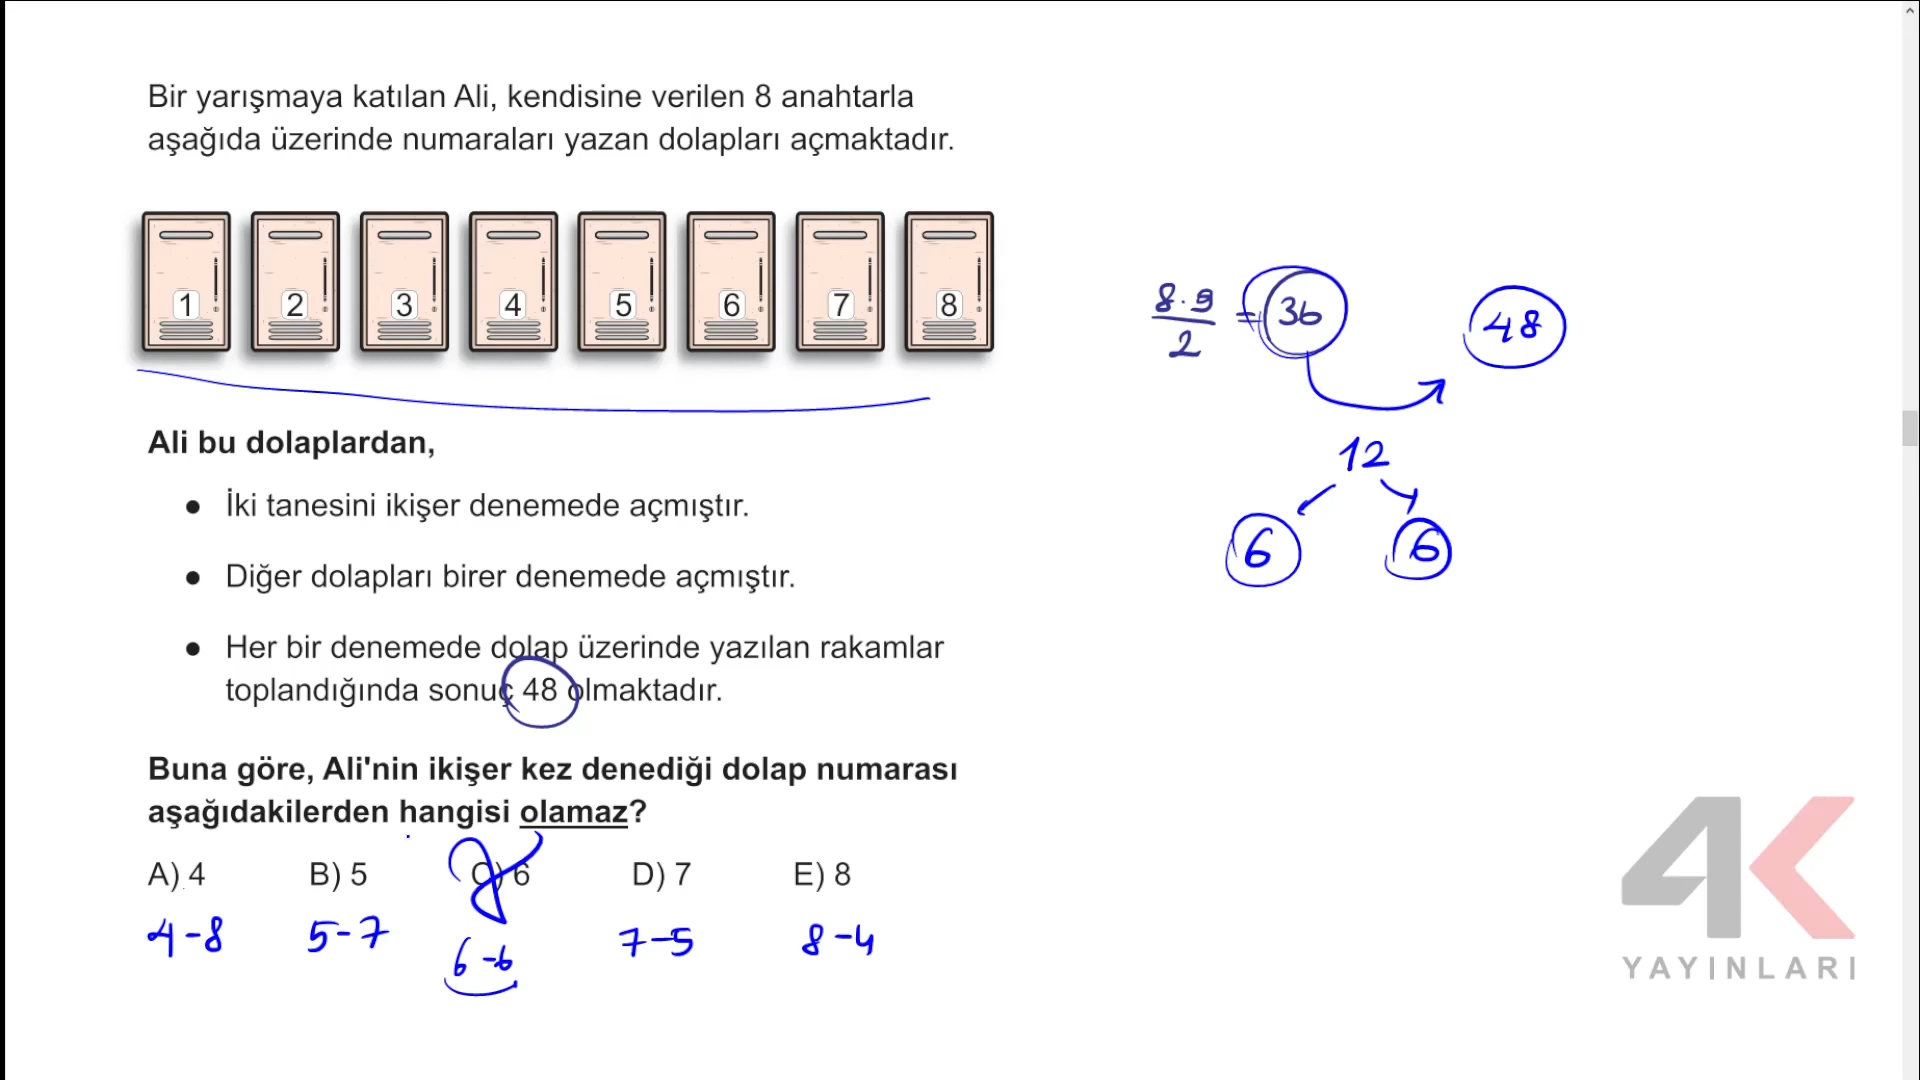 Bir yarışmaya katılan Ali, kendisine verilen 8 anahtarla
aşağıda üzerinde numaraları yazan dolapları açmaktadır.
1 2 3 4 5 6 7 8
8.9/2 = 36
48
12
6 6
Ali bu dolaplardan,
● İki tanesini ikişer denemede açmıştır.
● Diğer dolapları birer denemede açmıştır.
● Her bir denemede dolap üzerinde yazılan rakamlar
toplandığında sonuç 48 olmaktadır.
Buna göre, Ali'nin ikişer kez denediği dolap numarası
aşağıdakilerden hangisi olamaz?
A) 4 B) 5 C) 6 D) 7 E) 8
4-8 5-7 6-6 7-5 8-4
4K
YAYINLARI